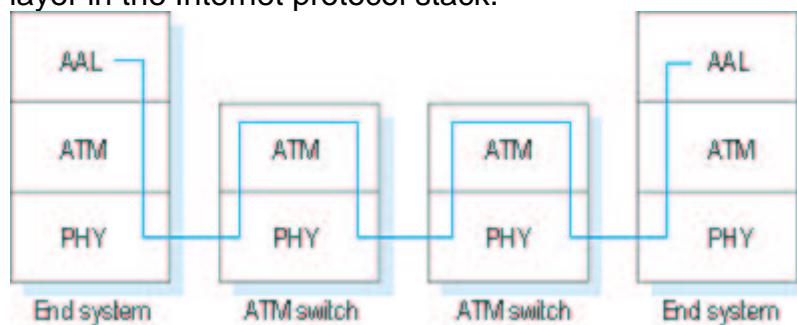 layer in the Internet protocol stack.
AAL AAL
ATM ATM ATM ATM
PHY PHY PHY PHY
End system ATM switch ATM switch End system